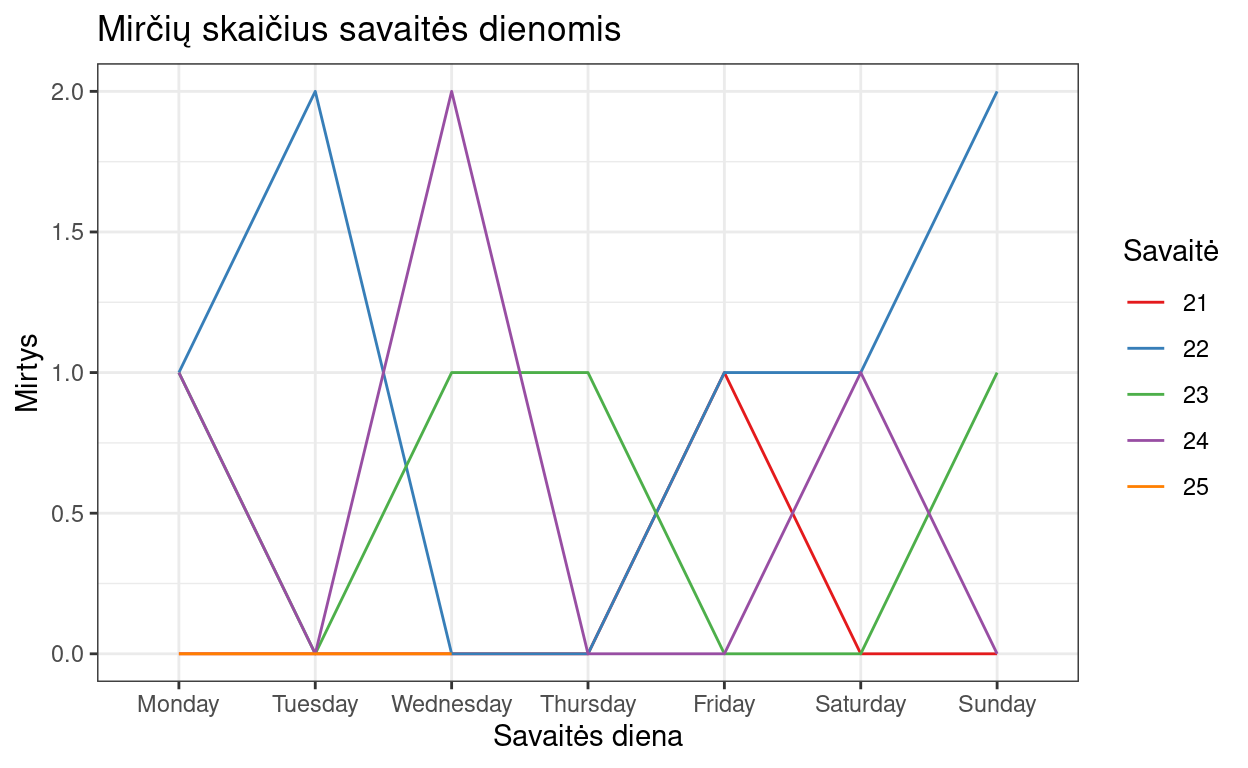 Mirčių skaičius savaitės dienomis
2.0
1.5
1.0
0.5
0.0
Mirtys
Monday Tuesday Wednesday Thursday Friday Saturday Sunday
Savaitės diena
Savaitė
21
22
23
24
25